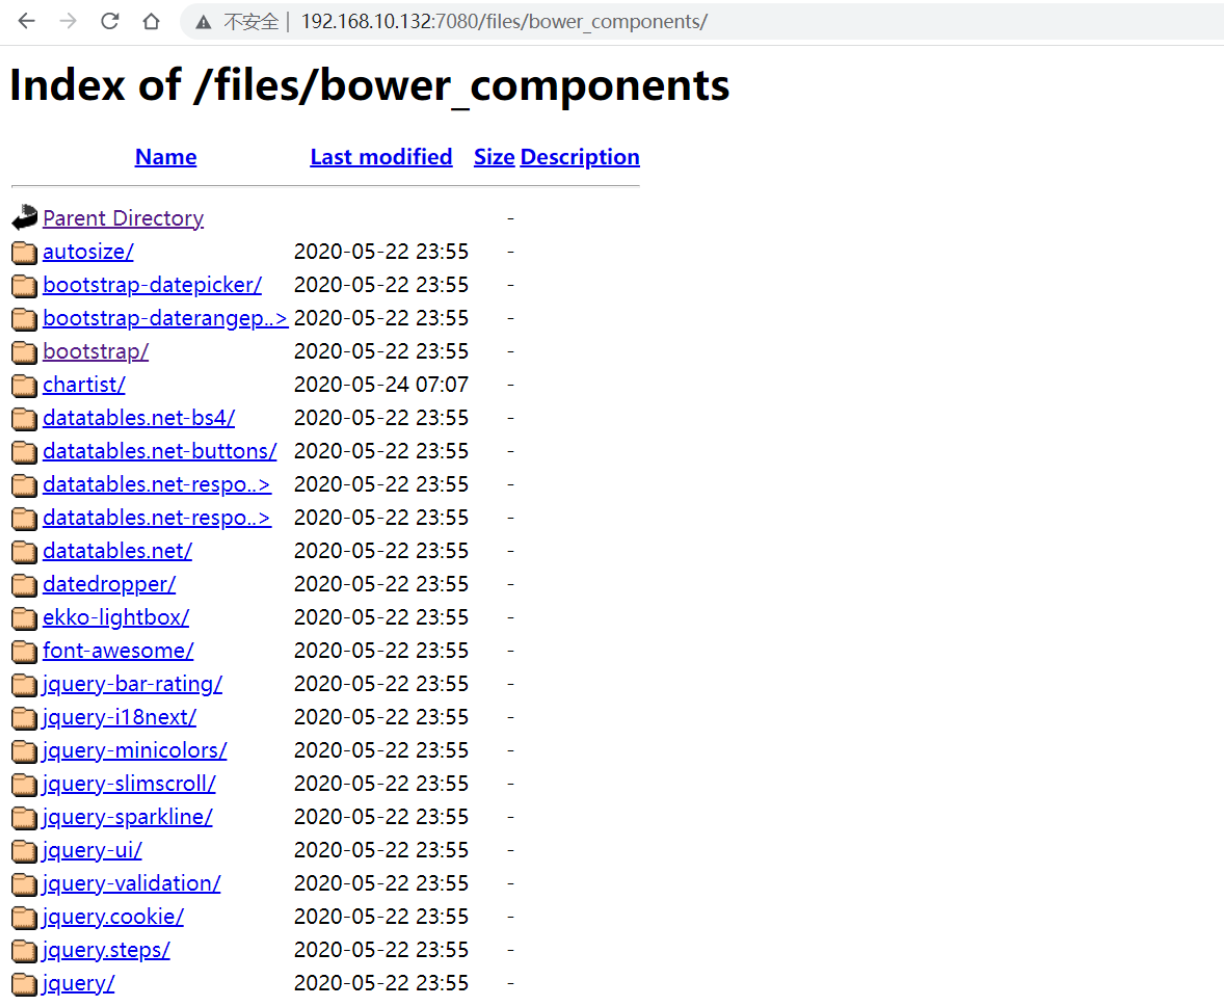 不安全 | 192.168.10.132:7080/files/bower_components/
Index of /files/bower_components
Name Last modified Size Description
Parent Directory -
autosize/ 2020-05-22 23:55 -
bootstrap-datepicker/ 2020-05-22 23:55 -
bootstrap-daterangep..> 2020-05-22 23:55 -
bootstrap/ 2020-05-22 23:55 -
chartist/ 2020-05-24 07:07 -
datatables.net-bs4/ 2020-05-22 23:55 -
datatables.net-buttons/ 2020-05-22 23:55 -
datatables.net-respo..> 2020-05-22 23:55 -
datatables.net-respo..> 2020-05-22 23:55 -
datatables.net/ 2020-05-22 23:55 -
datedropper/ 2020-05-22 23:55 -
ekko-lightbox/ 2020-05-22 23:55 -
font-awesome/ 2020-05-22 23:55 -
jquery-bar-rating/ 2020-05-22 23:55 -
jquery-i18next/ 2020-05-22 23:55 -
jquery-minicolors/ 2020-05-22 23:55 -
jquery-slimscroll/ 2020-05-22 23:55 -
jquery-sparkline/ 2020-05-22 23:55 -
jquery-ui/ 2020-05-22 23:55 -
jquery-validation/ 2020-05-22 23:55 -
jquery.cookie/ 2020-05-22 23:55 -
jquery.steps/ 2020-05-22 23:55 -
jquery/ 2020-05-22 23:55 -